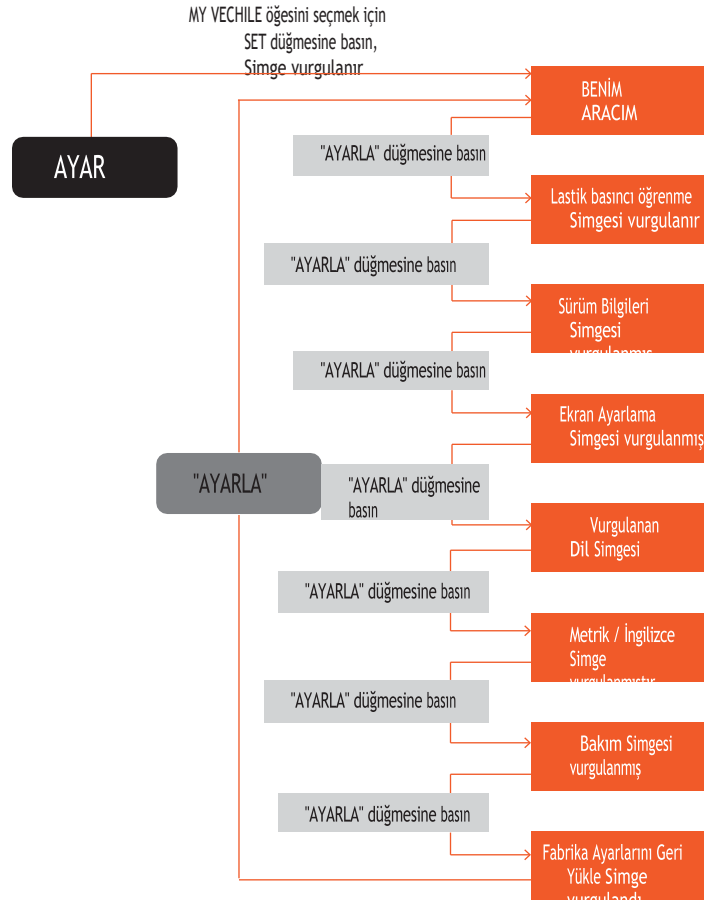 MY VECHILE öğesini seçmek için
SET düğmesine basın,
Simge vurgulanır
BENİM
ARACIM
"AYARLA" düğmesine basın
AYAR
Lastik basıncı öğrenme
Simgesi vurgulanır
"AYARLA" düğmesine basın
Sürüm Bilgileri
Simgesi
vurgulanmış
"AYARLA" düğmesine basın
Ekran Ayarlama
Simgesi vurgulanmış
"AYARLA"
"AYARLA" düğmesine
basın
Vurgulanan
Dil Simgesi
"AYARLA" düğmesine basın
Metrik / İngilizce
Simge
vurgulanmıştır
"AYARLA" düğmesine basın
Bakım Simgesi
vurgulanmış
"AYARLA" düğmesine basın
Fabrika Ayarlarını Geri
Yükle Simge
vurgulandı